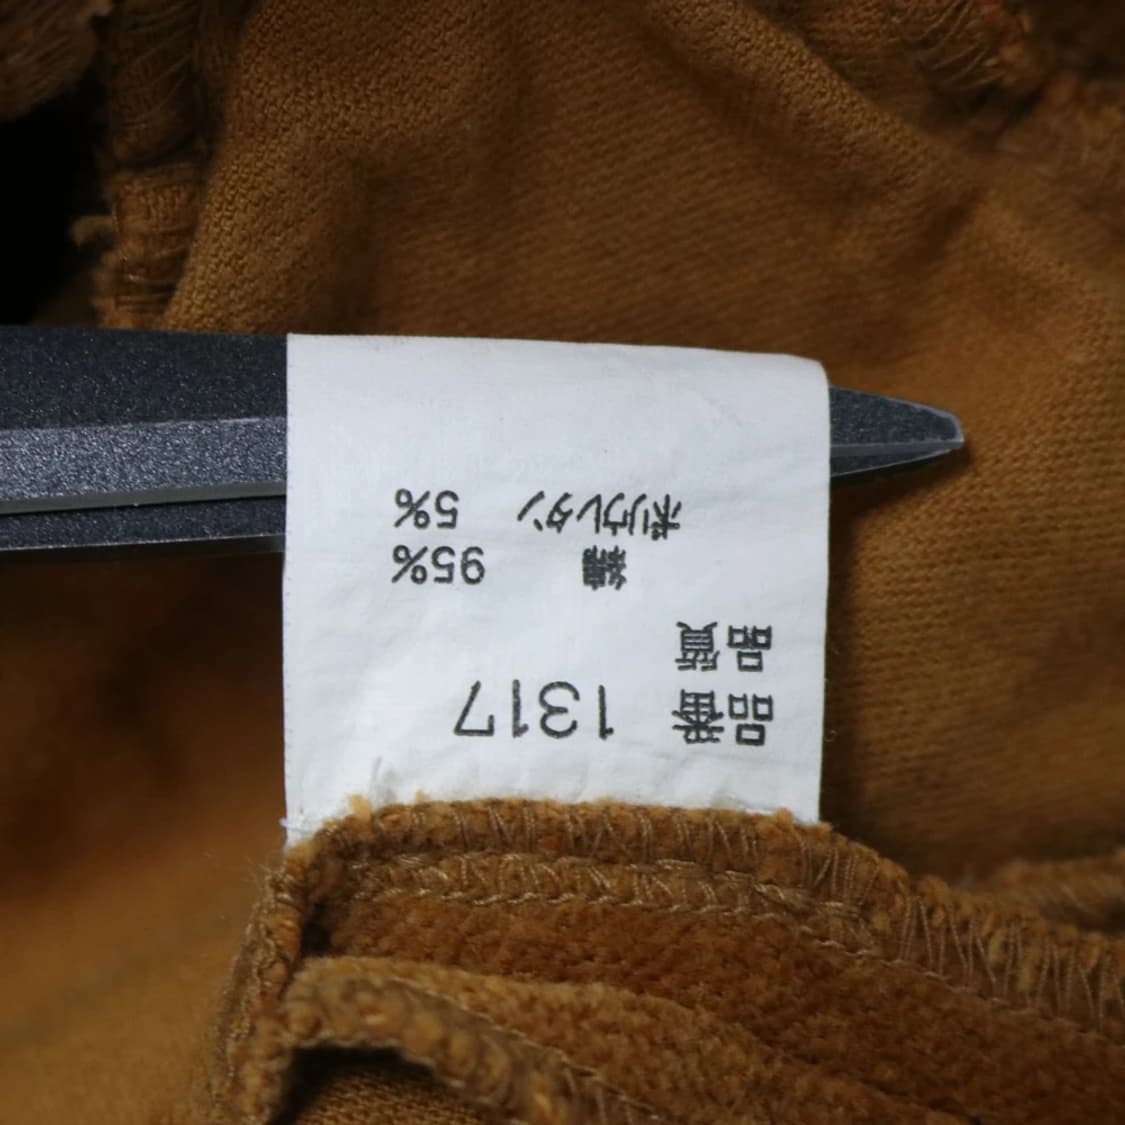 品番 1317
品質
綿 95%
ポリウレタン 5%